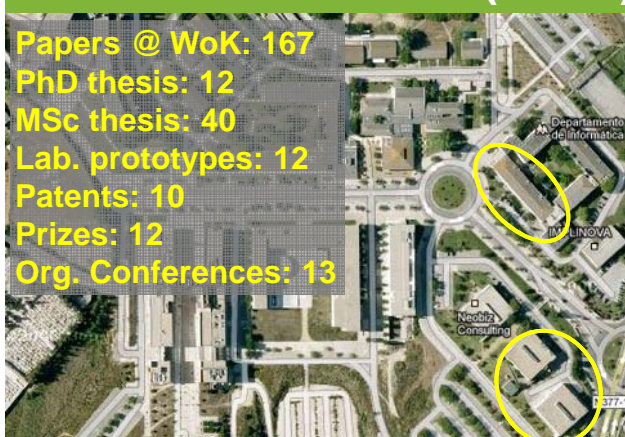 Papers @ WoK: 167
PhD thesis: 12
MSc thesis: 40
Lab. prototypes: 12
Patents: 10
Prizes: 12
Org. Conferences: 13
Departamento
de Informática
Neobiz
Consulting